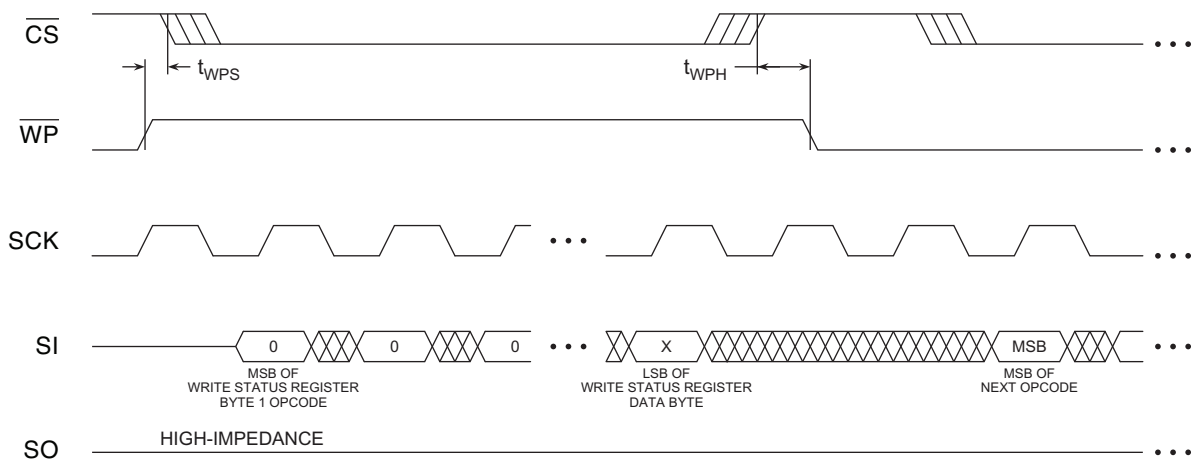 CS
• • •
tWPS
tWPH
WP
• • •
SCK
• • •
• • •
SI
0
0
0
• • •
X
MSB
• • •
MSB OF
WRITE STATUS REGISTER
BYTE 1 OPCODE
LSB OF
WRITE STATUS REGISTER
DATA BYTE
MSB OF
NEXT OPCODE
HIGH-IMPEDANCE
SO
• • •